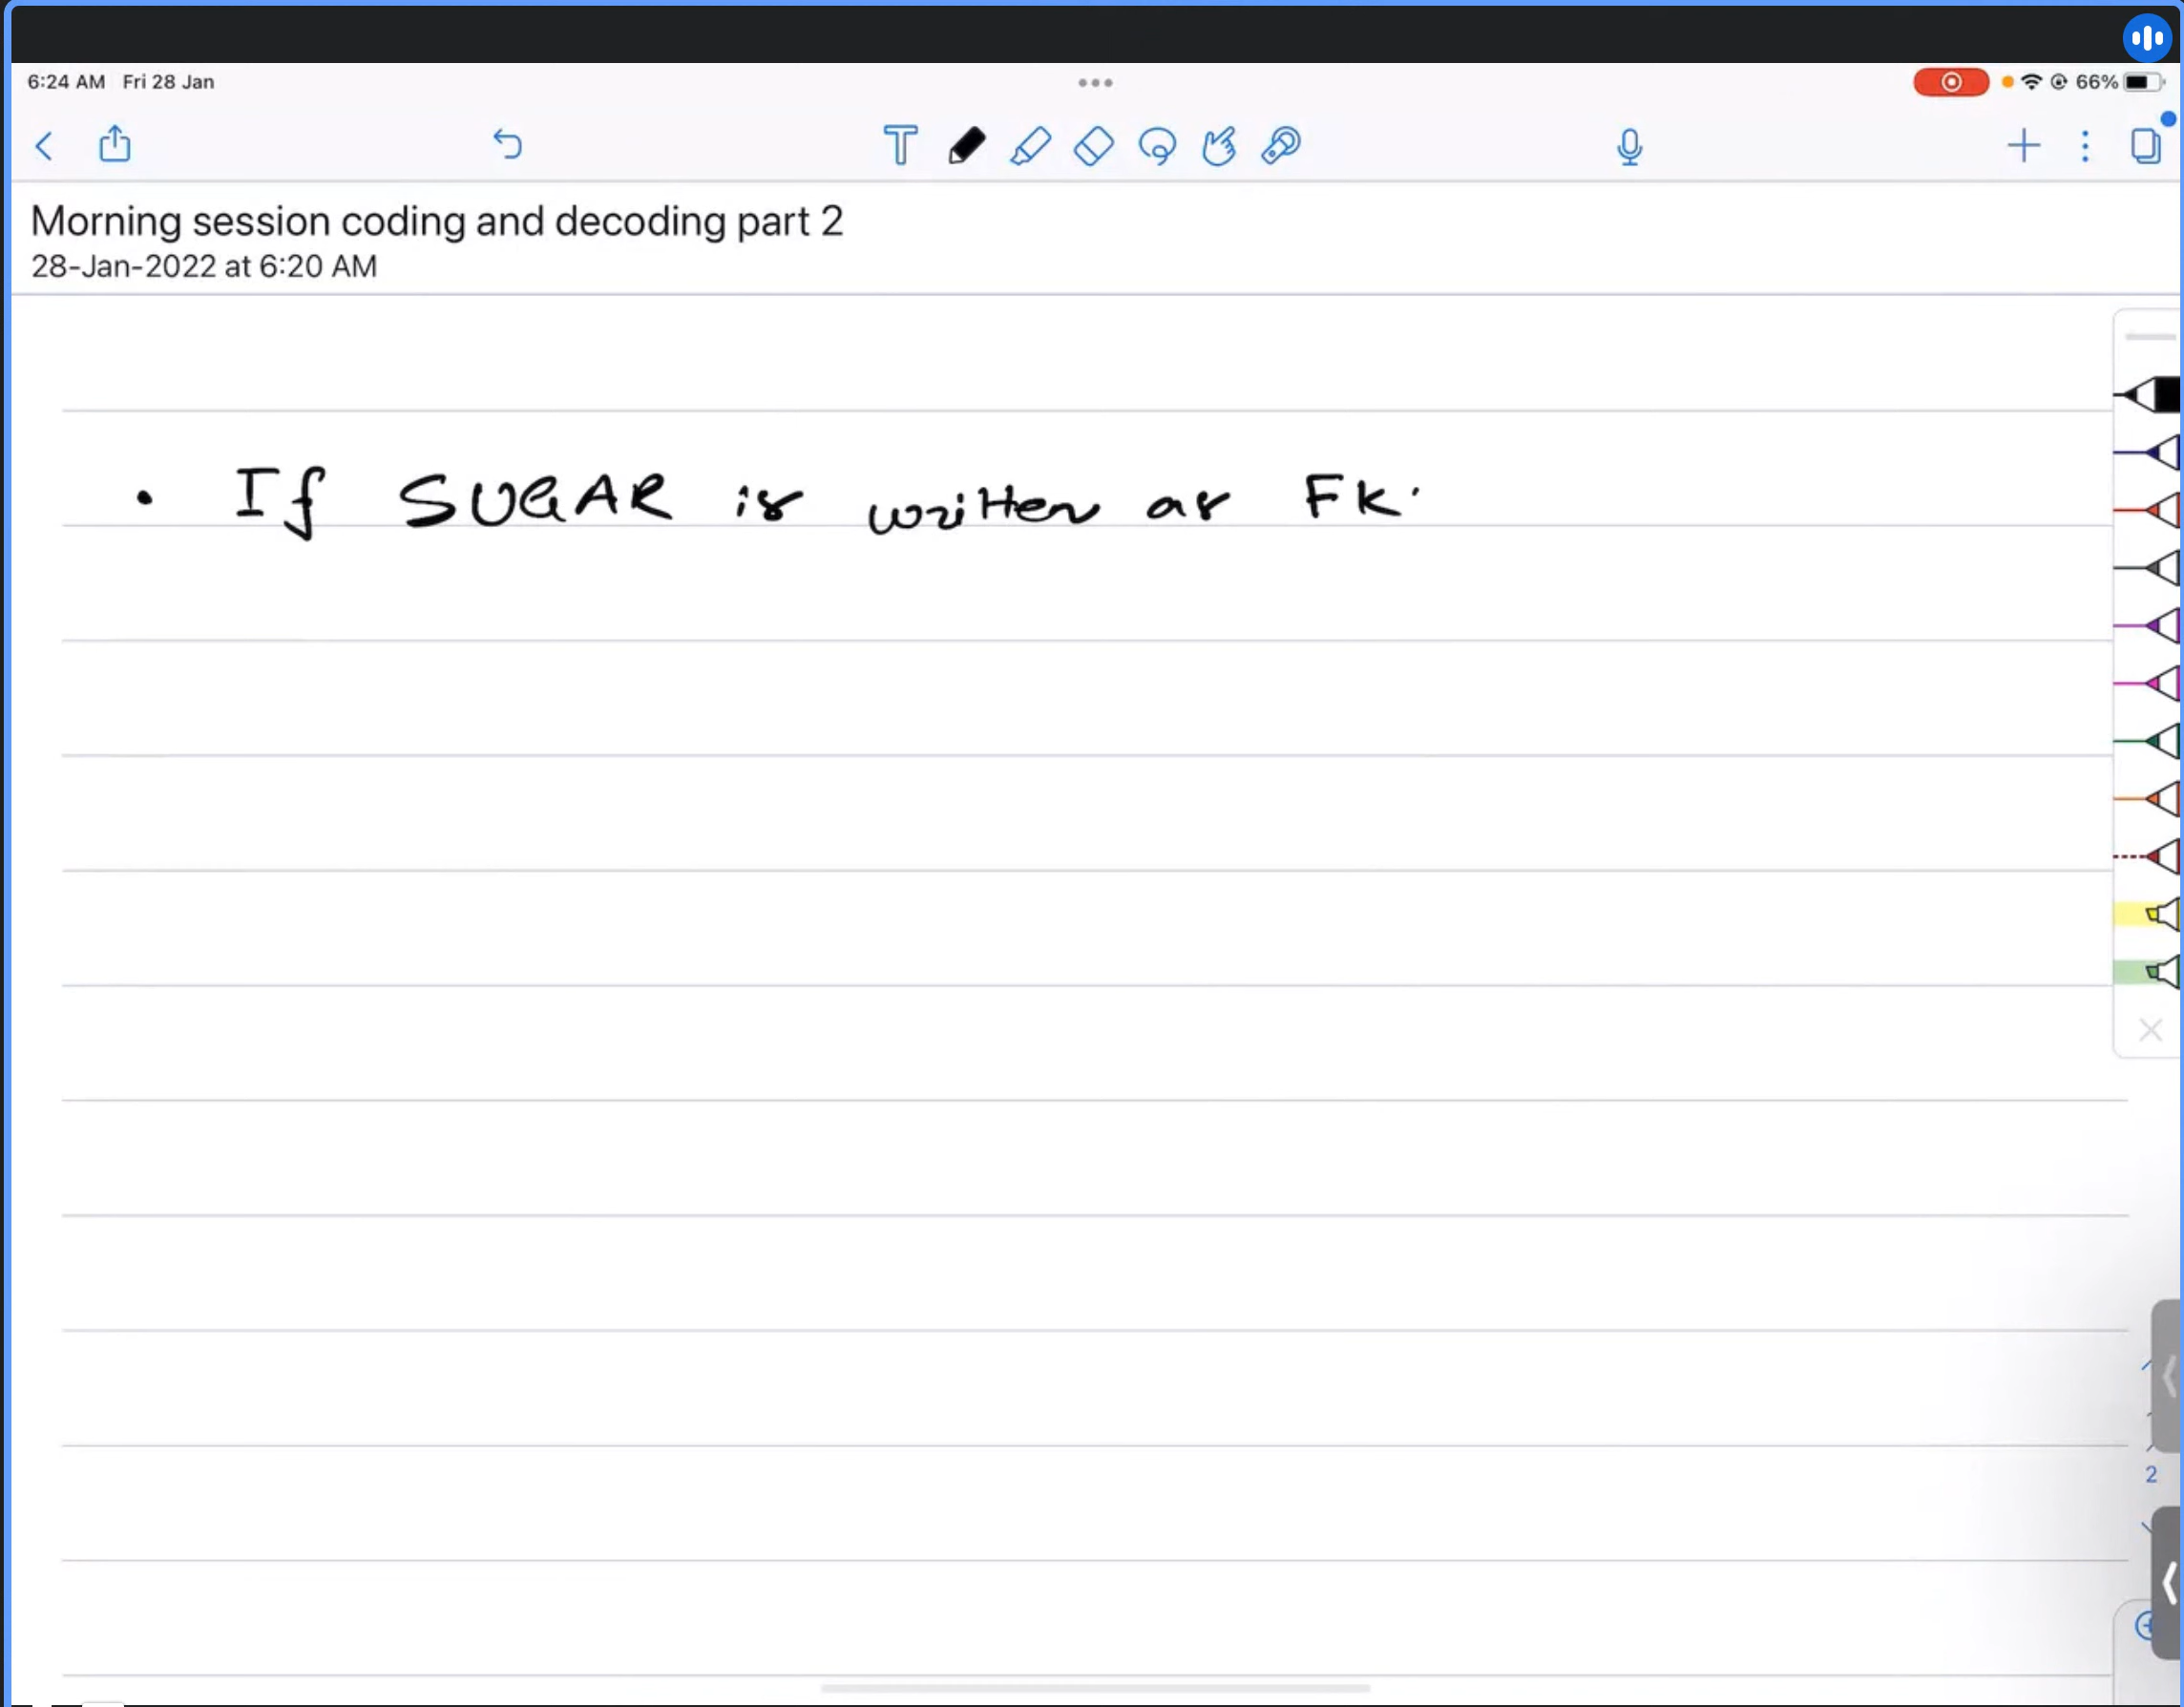 6:24 AM Fri 28 Jan
66%
Morning session coding and decoding part 2
28-Jan-2022 at 6:20 AM
• If SUGAR is written as FK
2